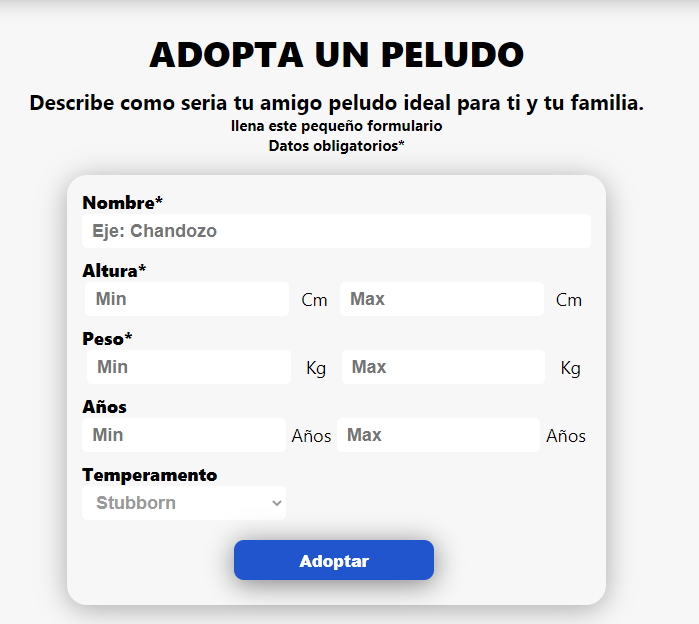 ADOPTA UN PELUDO
Describe como seria tu amigo peludo ideal para ti y tu familia.
llena este pequeño formulario
Datos obligatorios*
Nombre*
Eje: Chandozo
Altura*
Min Cm Max Cm
Peso*
Min Kg Max Kg
Años
Min Años Max Años
Temperamento
Stubborn
Adoptar